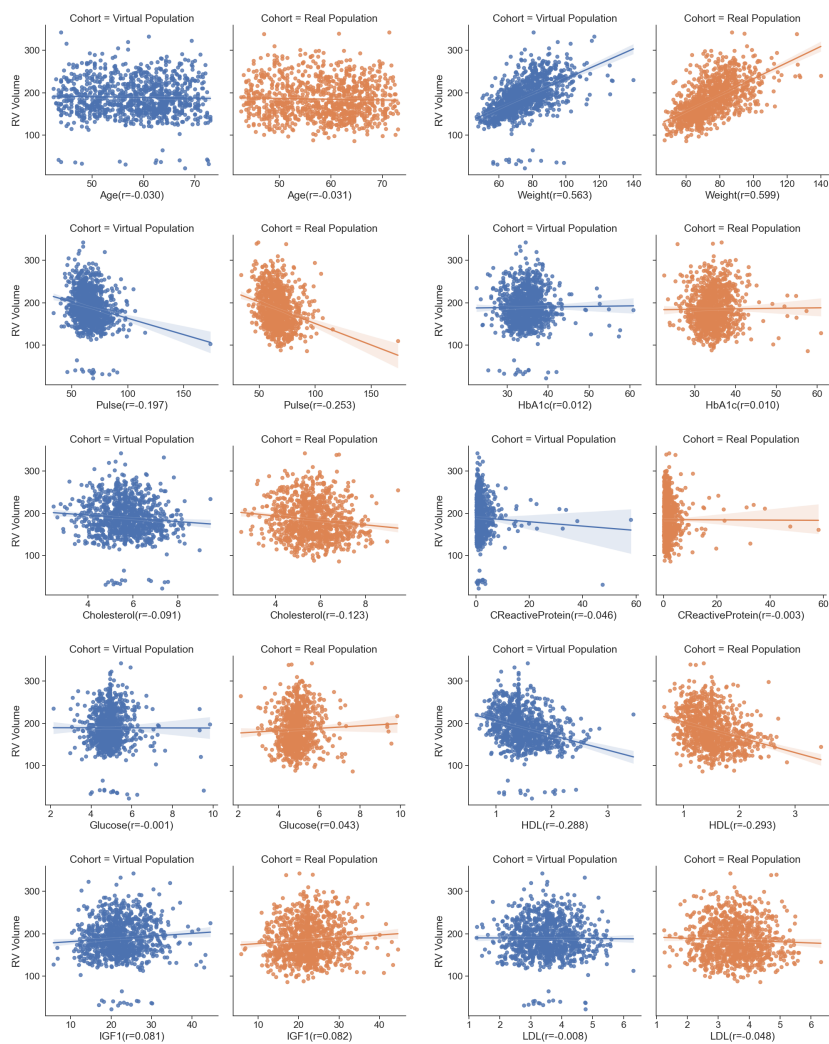 Cohort = Virtual Population
Cohort = Real Population
Cohort = Virtual Population
Cohort = Real Population
RV Volume
300
200
100
50
60
70
50
60
70
Age(r=-0.030)
Age(r=-0.031)
RV Volume
300
200
100
60
80
100
120
140
60
80
100
120
140
Weight(r=0.563)
Weight(r=0.599)
Cohort = Virtual Population
Cohort = Real Population
Cohort = Virtual Population
Cohort = Real Population
RV Volume
300
200
100
50
100
150
50
100
150
Pulse(r=-0.197)
Pulse(r=-0.253)
RV Volume
300
200
100
30
40
50
60
30
40
50
60
HbA1c(r=0.012)
HbA1c(r=0.010)
Cohort = Virtual Population
Cohort = Real Population
Cohort = Virtual Population
Cohort = Real Population
RV Volume
300
200
100
4
6
8
4
6
8
Cholesterol(r=-0.091)
Cholesterol(r=-0.123)
RV Volume
300
200
100
0
20
40
60
0
20
40
60
CReactiveProtein(r=-0.046)
CReactiveProtein(r=-0.003)
Cohort = Virtual Population
Cohort = Real Population
Cohort = Virtual Population
Cohort = Real Population
RV Volume
300
200
100
2
4
6
8
10
2
4
6
8
10
Glucose(r=-0.001)
Glucose(r=0.043)
RV Volume
300
200
100
1
2
3
1
2
3
HDL(r=-0.288)
HDL(r=-0.293)
Cohort = Virtual Population
Cohort = Real Population
Cohort = Virtual Population
Cohort = Real Population
RV Volume
300
200
100
10
20
30
40
10
20
30
40
IGF1(r=0.081)
IGF1(r=0.082)
RV Volume
300
200
100
1
2
3
4
5
6
1
2
3
4
5
6
LDL(r=-0.008)
LDL(r=-0.048)